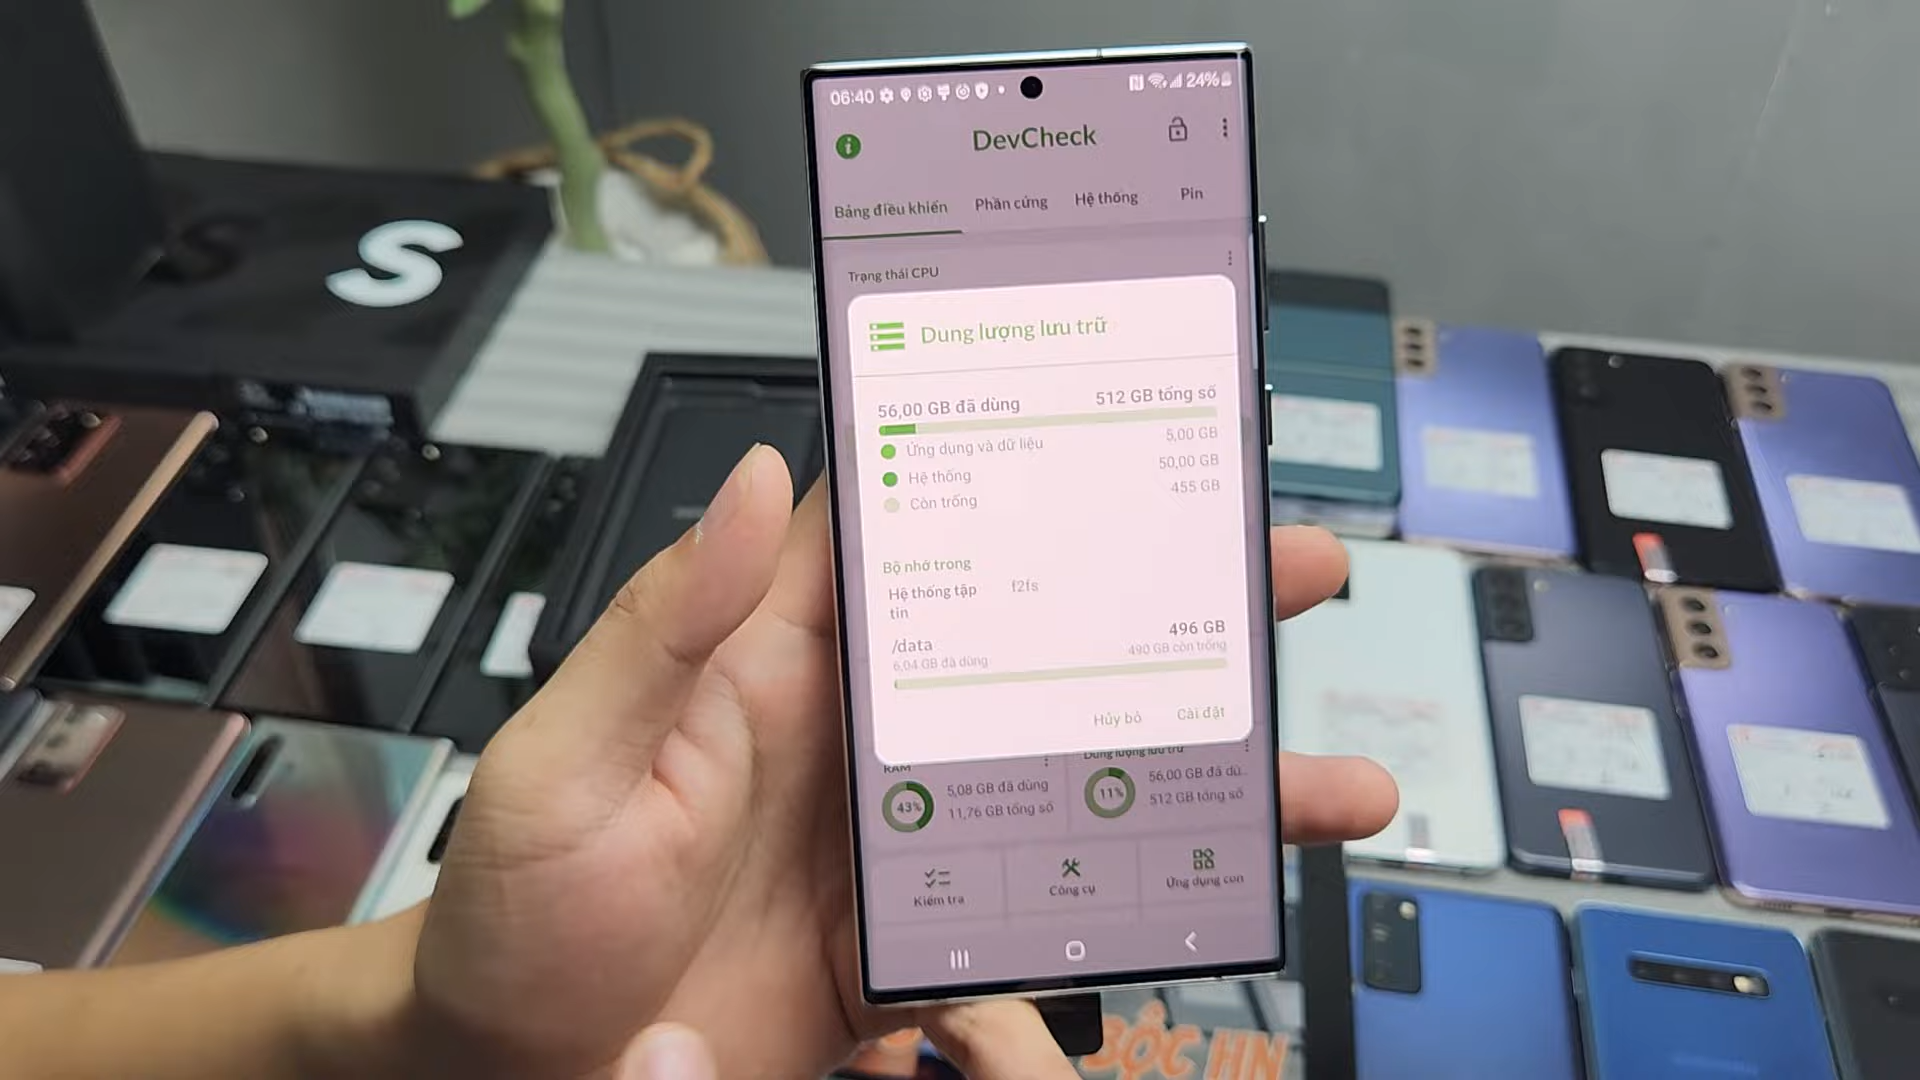 S
06:40
24%
DevCheck
Bảng điều khiển
Phần cứng
Hệ thống
Pin
Trạng thái CPU
Dung lượng lưu trữ
56,00 GB đã dùng
512 GB tổng số
Ứng dụng và dữ liệu
5,00 GB
Hệ thống
50,00 GB
Còn trống
455 GB
Bộ nhớ trong
Hệ thống tập
tin
f2fs
/data
496 GB
6,04 GB đã dùng
490 GB còn trống
Hủy bỏ
Cài đặt
RAM
Dung lượng lưu trữ
43%
5,08 GB đã dùng
11,76 GB tổng số
11%
56,00 GB đã dù...
512 GB tổng số
Kiểm tra
Công cụ
Ứng dụng con
BỘC HN